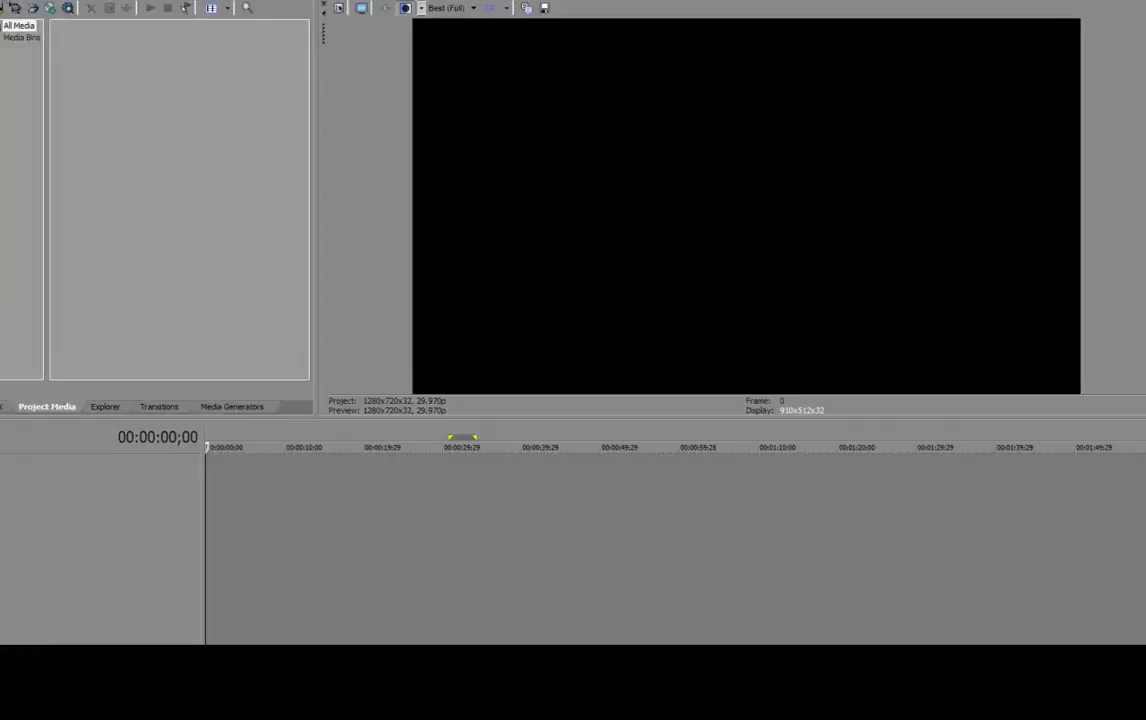 Best (Full)
All Media
Media Bins
Project: 1280x720x32, 29.970p
Frame: 0
Preview: 1280x720x32, 29.970p
Display: 910x512x32
Project Media
Explorer
Transitions
Media Generators
00:00:00;00
00:00:00;00 00:00:10;00 00:00:19;29 00:00:29;29 00:00:39;29 00:00:49;29 00:00:59;28 00:01:10;00 00:01:20;00 00:01:29;29 00:01:39;29 00:01:49;29